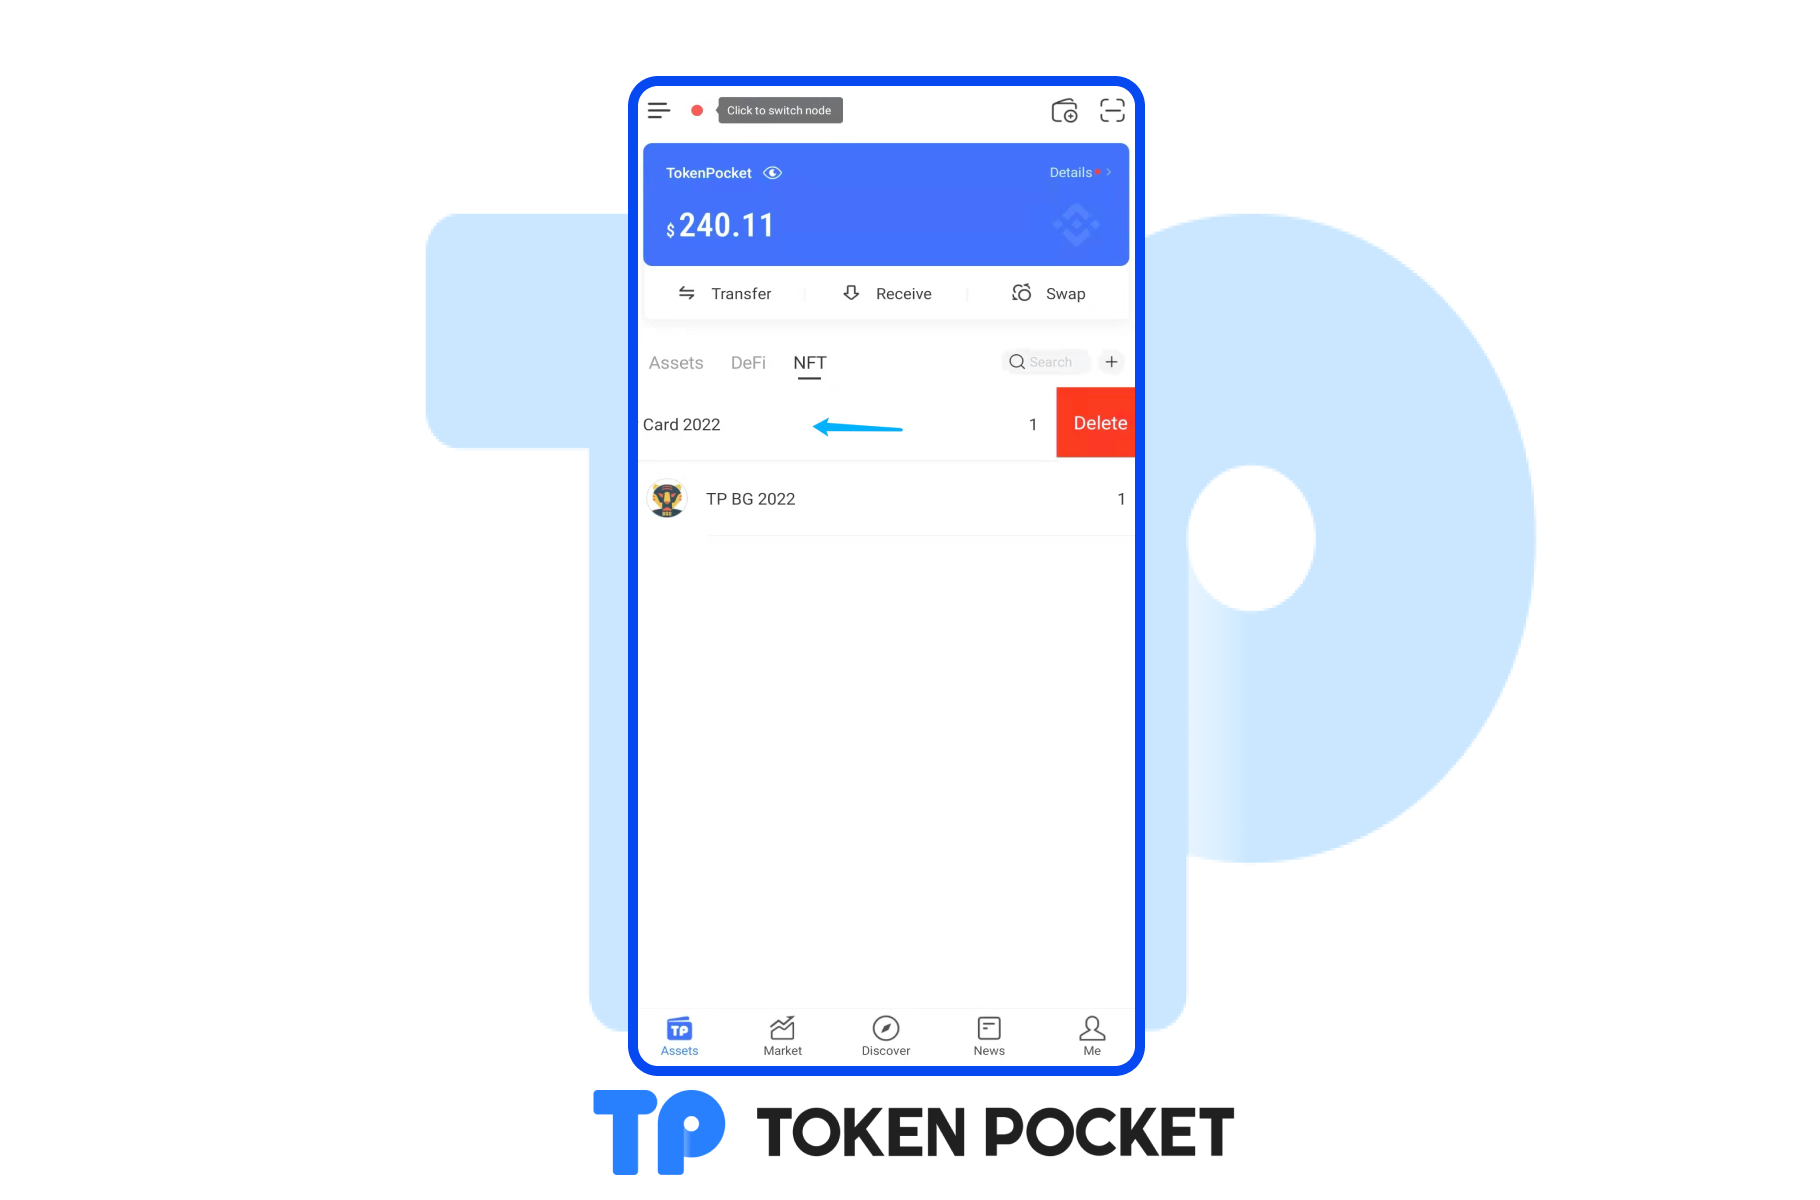 Click to switch node
TokenPocket
Details
$ 240.11
Transfer
Receive
Swap
Assets
DeFi
NFT
Search
Card 2022
1
Delete
TP BG 2022
1
TP
Assets
Market
Discover
News
Me
TP TOKEN POCKET